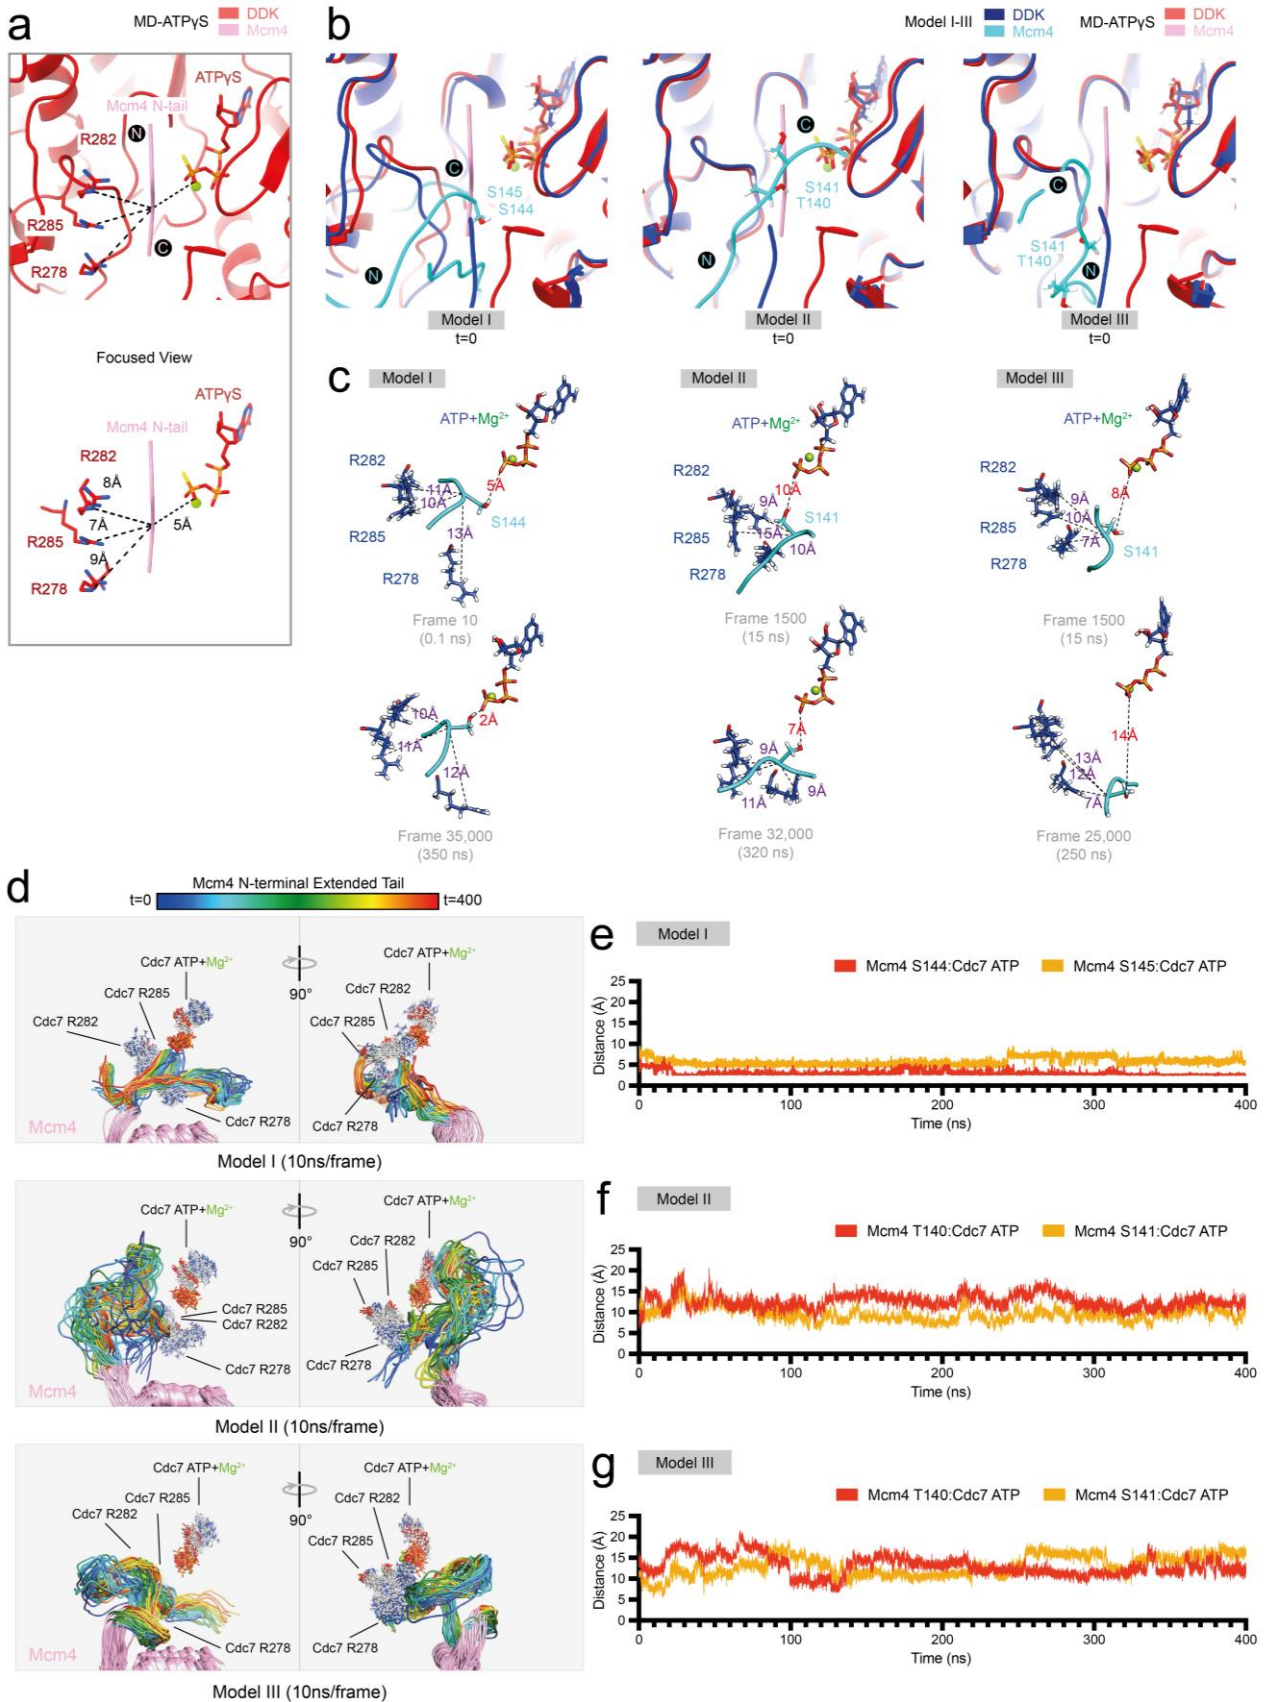 a
MD-ATPγS
DDK
Mcm4
ATPγS
Mcm4 N-tail
N
R282
R285
R278
C
Focused View
ATPγS
Mcm4 N-tail
R282
8Å
7Å
5Å
R285
9Å
R278
b
Model I-III
DDK
Mcm4
MD-ATPγS
DDK
Mcm4
C
S145
S144
N
Model I
t=0
C
S141
T140
N
Model II
t=0
C
S141
T140
N
Model III
t=0
c
Model I
ATP+Mg²⁺
R282
5Å
11Å
10Å
S144
R285
13Å
R278
Frame 10
(0.1 ns)
10Å
2Å
11Å
12Å
Frame 35,000
(350 ns)
Model II
ATP+Mg²⁺
R282
10Å
9Å
S141
R285
15Å
10Å
R278
Frame 1500
(15 ns)
7Å
9Å
11Å
9Å
Frame 32,000
(320 ns)
Model III
ATP+Mg²⁺
R282
8Å
9Å
10Å
R285
7Å
S141
R278
Frame 1500
(15 ns)
14Å
13Å
12Å
7Å
Frame 25,000
(250 ns)
d
Mcm4 N-terminal Extended Tail
t=0
t=400
Cdc7 ATP+Mg²⁺
Cdc7 R285
Cdc7 R282
Cdc7 R278
Mcm4
90°
Cdc7 ATP+Mg²⁺
Cdc7 R282
Cdc7 R285
Cdc7 R278
Model I (10ns/frame)
Cdc7 ATP+Mg²⁺
Cdc7 R285
Cdc7 R282
Cdc7 R278
Mcm4
90°
Cdc7 ATP+Mg²⁺
Cdc7 R282
Cdc7 R285
Cdc7 R278
Model II (10ns/frame)
Cdc7 ATP+Mg²⁺
Cdc7 R285
Cdc7 R282
Cdc7 R278
Mcm4
90°
Cdc7 ATP+Mg²⁺
Cdc7 R282
Cdc7 R285
Cdc7 R278
Model III (10ns/frame)
e
Model I
Mcm4 S144:Cdc7 ATP
Mcm4 S145:Cdc7 ATP
Distance (Å)
25
20
15
10
5
0
0
100
200
300
400
Time (ns)
f
Model II
Mcm4 T140:Cdc7 ATP
Mcm4 S141:Cdc7 ATP
Distance (Å)
25
20
15
10
5
0
0
100
200
300
400
Time (ns)
g
Model III
Mcm4 T140:Cdc7 ATP
Mcm4 S141:Cdc7 ATP
Distance (Å)
25
20
15
10
5
0
0
100
200
300
400
Time (ns)